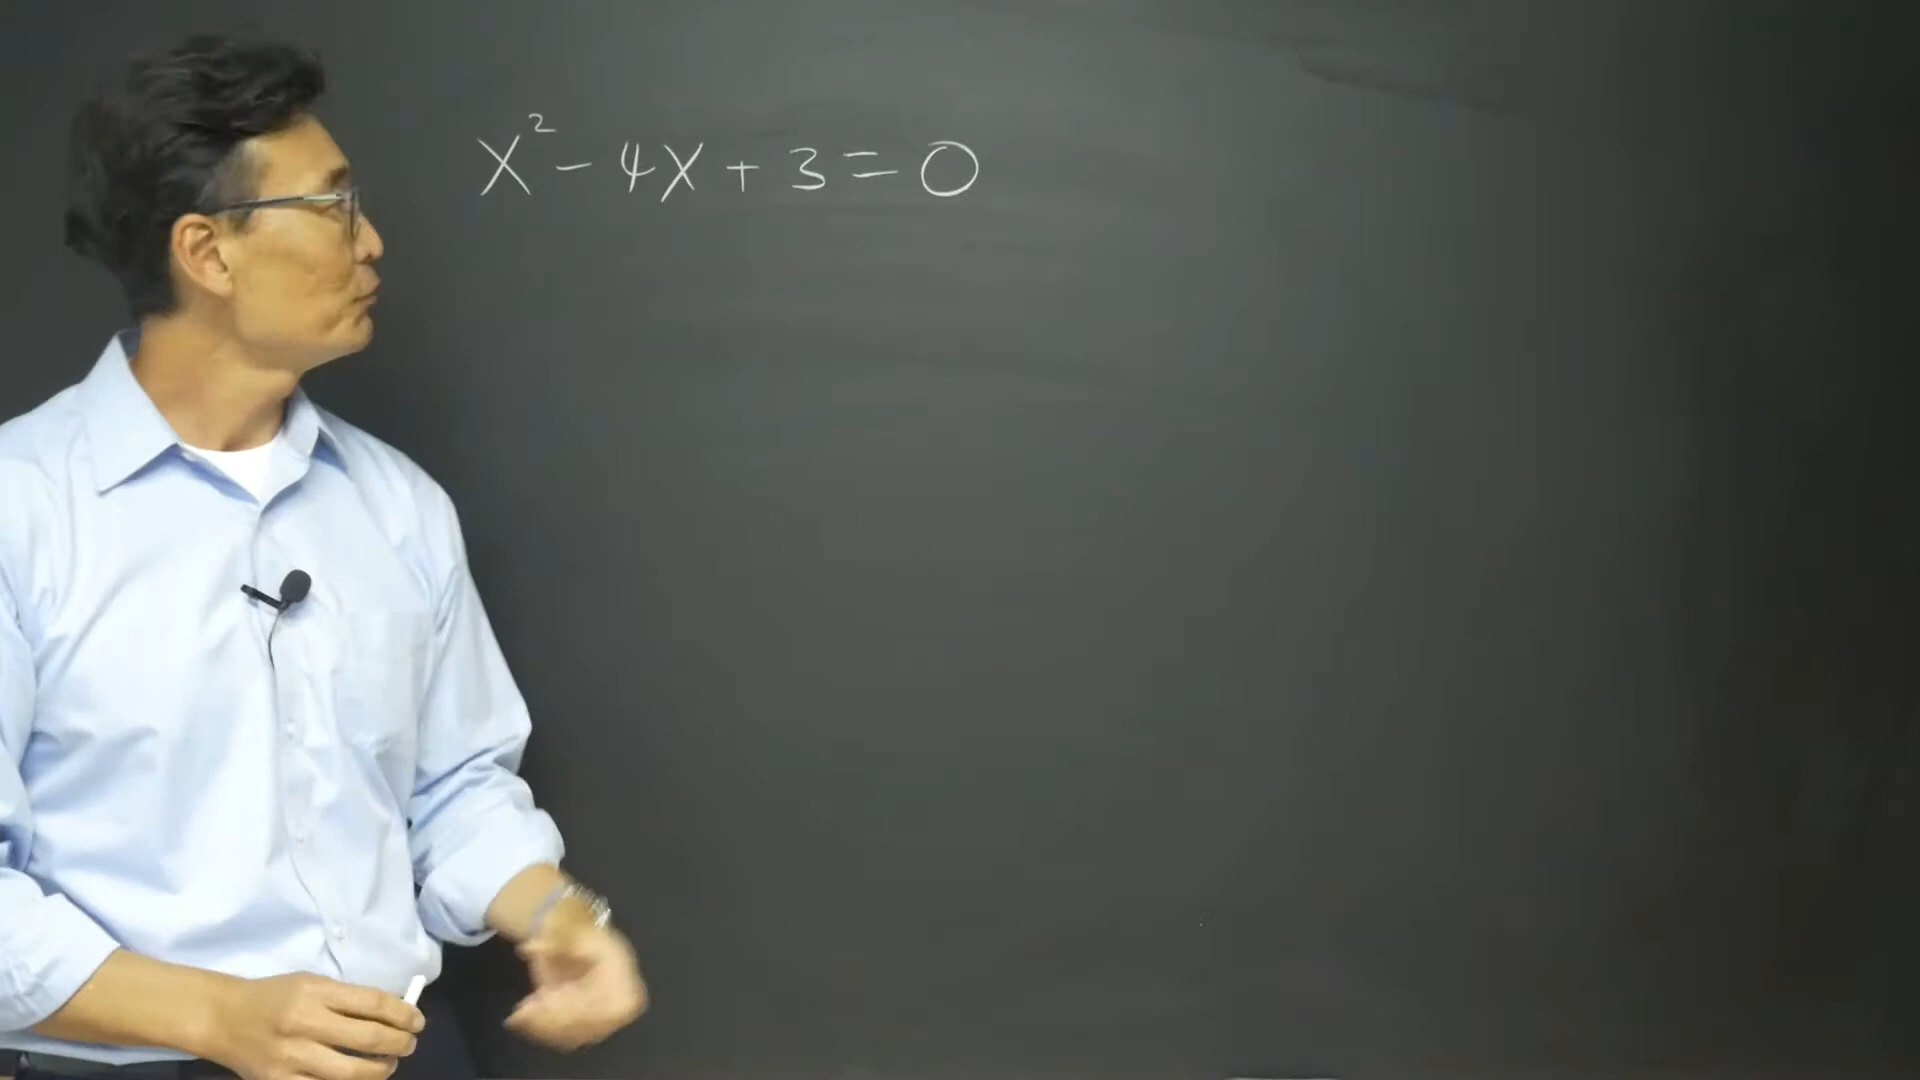 x² - 4x + 3 = 0